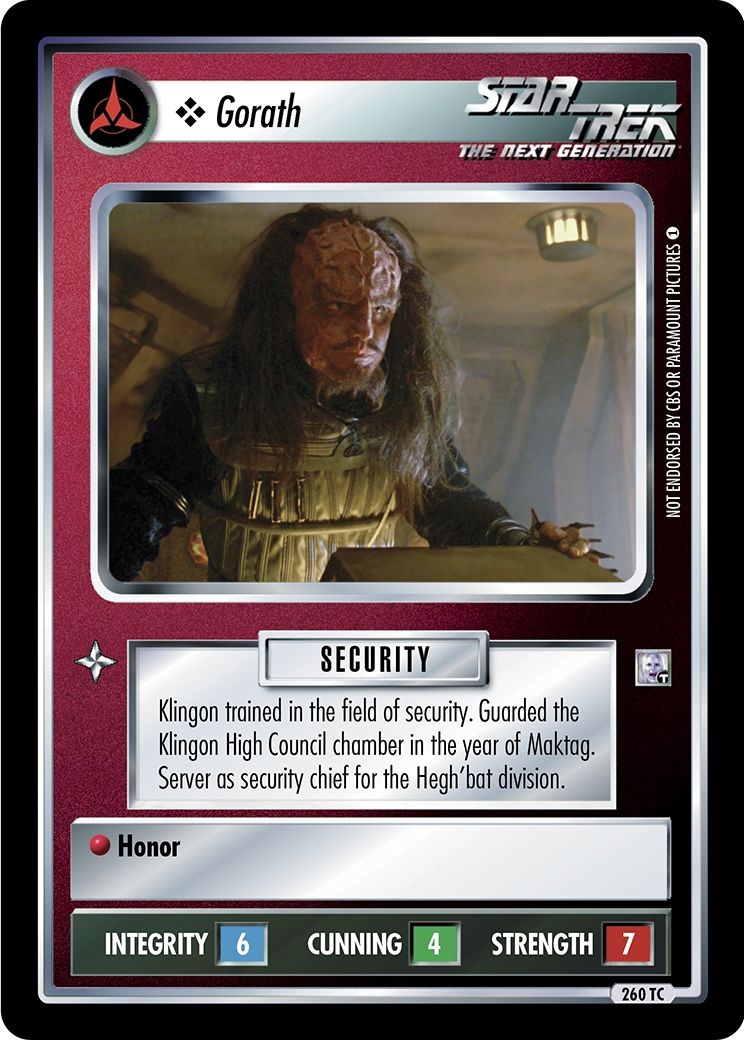 ❖ Gorath
STAR TREK
THE NEXT GENERATION
NOT ENDORSED BY CBS OR PARAMOUNT PICTURES 1
SECURITY
Klingon trained in the field of security. Guarded the
Klingon High Council chamber in the year of Maktag.
Server as security chief for the Hegh'bat division.
T
Honor
INTEGRITY 6 CUNNING 4 STRENGTH 7
260 TC